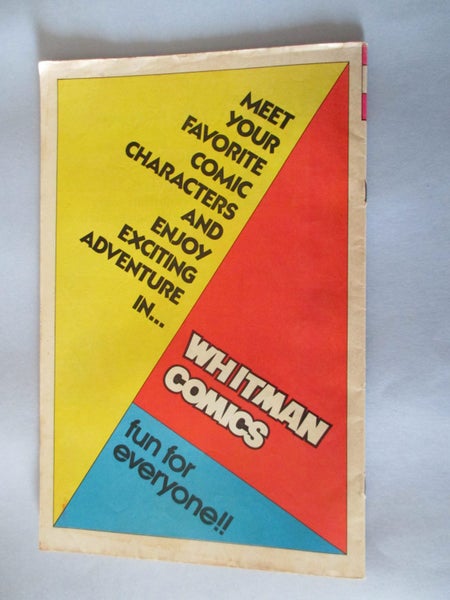 MEET
YOUR
FAVORITE
COMIC
CHARACTERS
AND
ENJOY
EXCITING
ADVENTURE
IN...
WHITMAN
COMICS
fun for
everyone!!